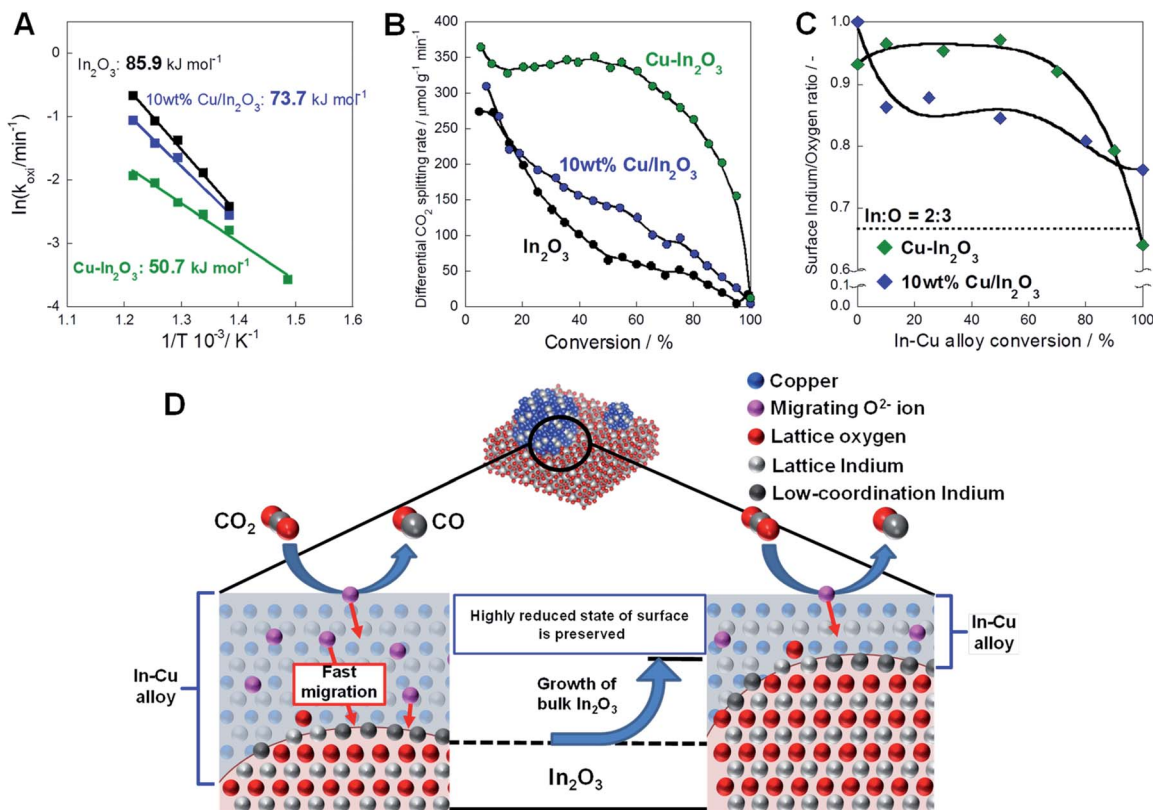 A
ln(k_oxi/min⁻¹)
0
-1
-2
-3
-4
In₂O₃: 85.9 kJ mol⁻¹
10wt% Cu/In₂O₃: 73.7 kJ mol⁻¹
Cu-In₂O₃: 50.7 kJ mol⁻¹
1.1 1.2 1.3 1.4 1.5 1.6
1/T 10⁻³/ K⁻¹
B
Differential CO₂ splitting rate / μmol g⁻¹ min⁻¹
400
350
300
250
200
150
100
50
0
Cu-In₂O₃
10wt% Cu/In₂O₃
In₂O₃
0 20 40 60 80 100
Conversion / %
C
Surface Indium/Oxygen ratio / -
1.0
0.9
0.8
0.7
0.6
0.1
0.0
In:O = 2:3
Cu-In₂O₃
10wt% Cu/In₂O₃
0 20 40 60 80 100
In-Cu alloy conversion / %
D
Copper
Migrating O²⁻ ion
Lattice oxygen
Lattice Indium
Low-coordination Indium
CO₂
CO
In-Cu
alloy
Fast
migration
Highly reduced state of surface
is preserved
Growth of
bulk In₂O₃
In₂O₃
In-Cu
alloy